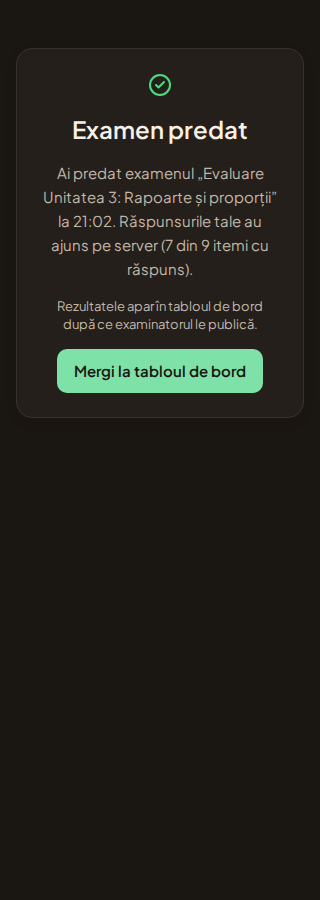 Examen predat
Ai predat examenul „Evaluare
Unitatea 3: Rapoarte și proporții”
la 21:02. Răspunsurile tale au
ajuns pe server (7 din 9 itemi cu
răspuns).
Rezultatele apar în tabloul de bord
după ce examinatorul le publică.
Mergi la tabloul de bord